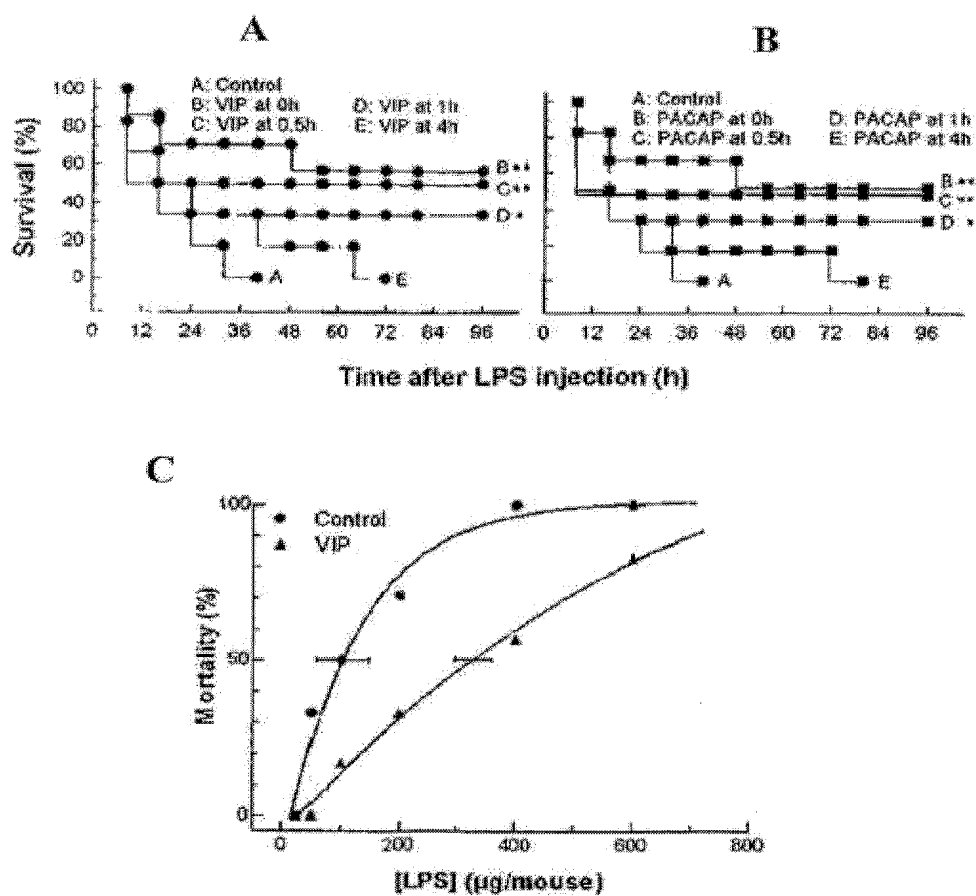 A
B
A: Control
B: VIP at 0h
C: VIP at 0.5h
D: VIP at 1h
E: VIP at 4h
A: Control
B: PACAP at 0h
C: PACAP at 0.5h
D: PACAP at 1h
E: PACAP at 4h
Survival (%)
100
80
60
40
20
0
B **
C **
D *
A
E
B **
C **
D *
A
E
0 12 24 36 48 60 72 84 96
0 12 24 36 48 60 72 84 96
Time after LPS injection (h)
C
Control
VIP
Mortality (%)
100
50
0
0 200 400 600 800
[LPS] (µg/mouse)